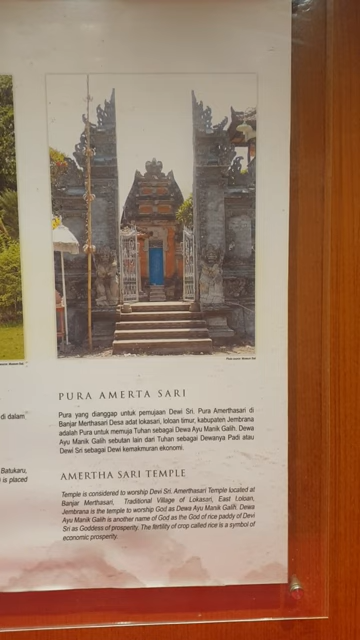 PURA AMERTA SARI
Pura yang dianggap untuk pemujaan Dewi Sri. Pura Amerthasari di
Banjar Merthasari Desa adat lokasari, loloan timur, kabupaten Jembrana
adalah Pura untuk memuja Tuhan sebagai Dewa Ayu Manik Galih. Dewa
Ayu Manik Galih sebutan lain dari Tuhan sebagai Dewanya Padi atau
Dewi Sri sebagai Dewi kemakmuran ekonomi.
AMERTHA SARI TEMPLE
Temple is considered to worship Devi Sri. Amerthasari Temple located at
Banjar Merthasari, Traditional Village of Lokasari, East Loloan,
Jembrana is the temple to worship God as Dewa Ayu Manik Galih. Dewa
Ayu Manik Galih is another name of God as the God of rice paddy of Devi
Sri as Goddess of prosperity. The fertility of crop called rice is a symbol of
economic prosperity.
di dalam
Batukaru,
is placed